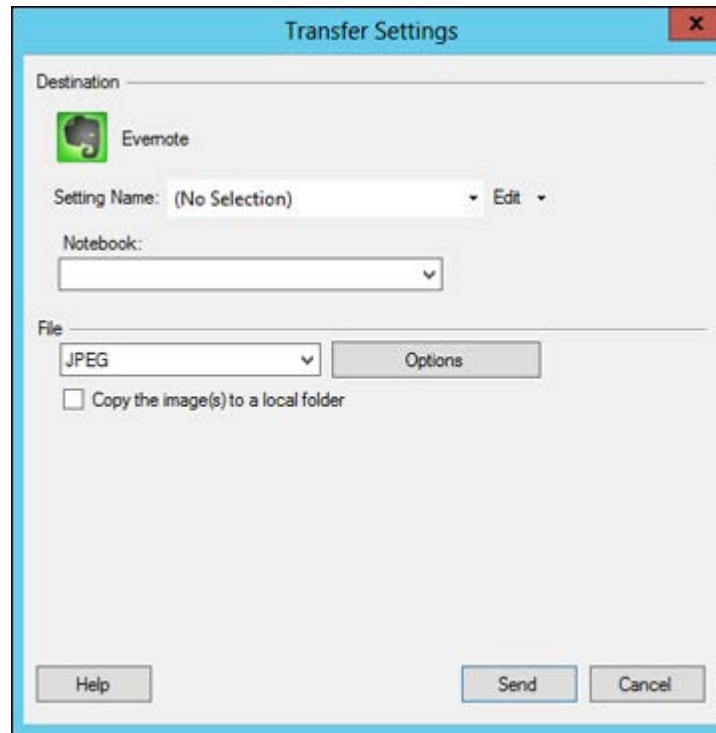 Transfer Settings
x
Destination
Evernote
Setting Name: (No Selection) Edit
Notebook:
File
JPEG Options
Copy the image(s) to a local folder
Help Send Cancel